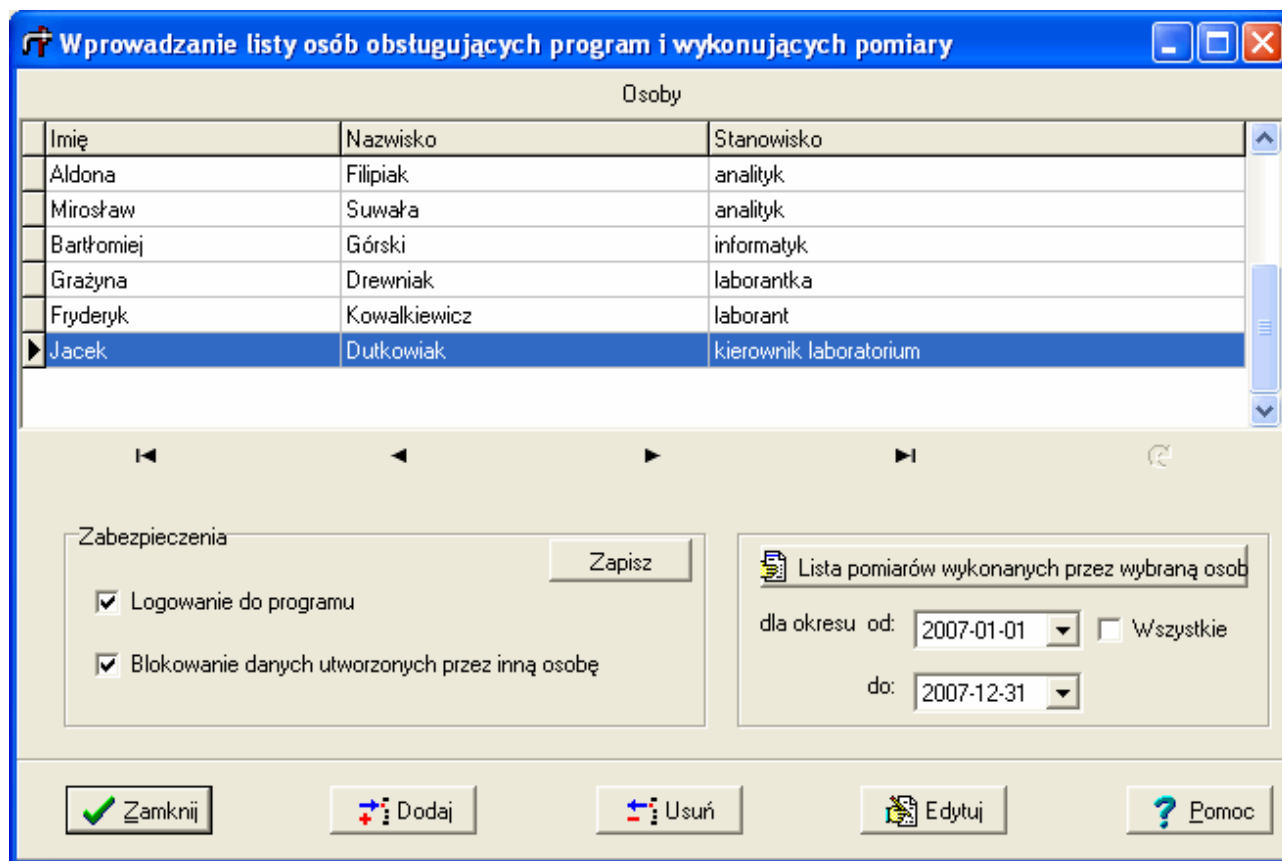 Wprowadzanie listy osób obsługujących program i wykonujących pomiary
Osoby
Imię Nazwisko Stanowisko
Aldona Filipiak analityk
Mirosław Suwała analityk
Bartłomiej Górski informatyk
Grażyna Drewniak laborantka
Fryderyk Kowalkiewicz laborant
Jacek Dutkowiak kierownik laboratorium
Zabezpieczenia
Zapisz
Logowanie do programu
Blokowanie danych utworzonych przez inną osobę
Lista pomiarów wykonanych przez wybraną osob
dla okresu od: 2007-01-01 Wszystkie
do: 2007-12-31
Zamknij Dodaj Usuń Edytuj Pomoc